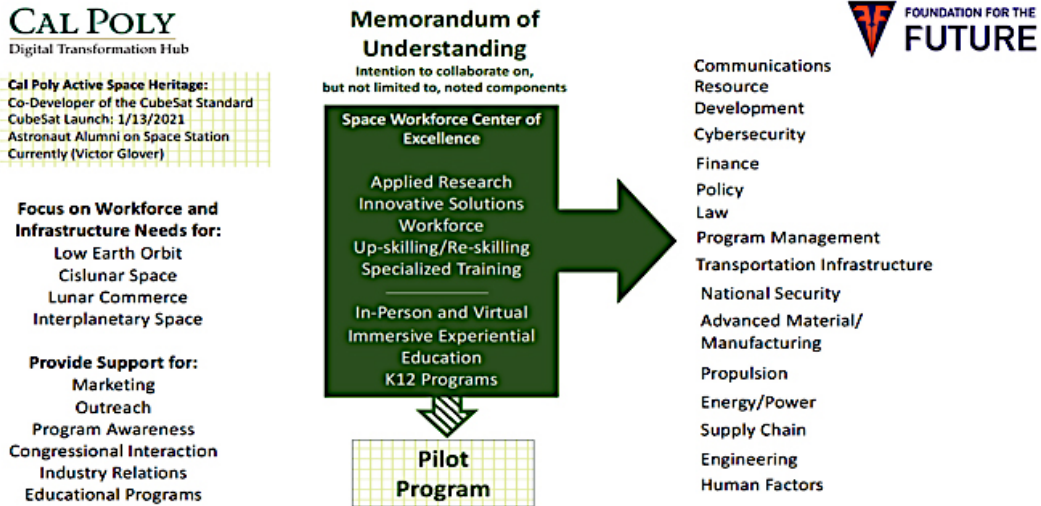 CAL POLY
Digital Transformation Hub
Cal Poly Active Space Heritage:
Co-Developer of the CubeSat Standard
CubeSat Launch: 1/13/2021
Astronaut Alumni on Space Station
Currently (Victor Glover)
Focus on Workforce and
Infrastructure Needs for:
Low Earth Orbit
Cislunar Space
Lunar Commerce
Interplanetary Space
Provide Support for:
Marketing
Outreach
Program Awareness
Congressional Interaction
Industry Relations
Educational Programs
Memorandum of
Understanding
Intention to collaborate on,
but not limited to, noted components
Space Workforce Center of
Excellence
Applied Research
Innovative Solutions
Workforce
Up-skilling/Re-skilling
Specialized Training
In-Person and Virtual
Immersive Experiential
Education
K12 Programs
Pilot
Program
FOUNDATION FOR THE
FUTURE
Communications
Resource
Development
Cybersecurity
Finance
Policy
Law
Program Management
Transportation Infrastructure
National Security
Advanced Material/
Manufacturing
Propulsion
Energy/Power
Supply Chain
Engineering
Human Factors